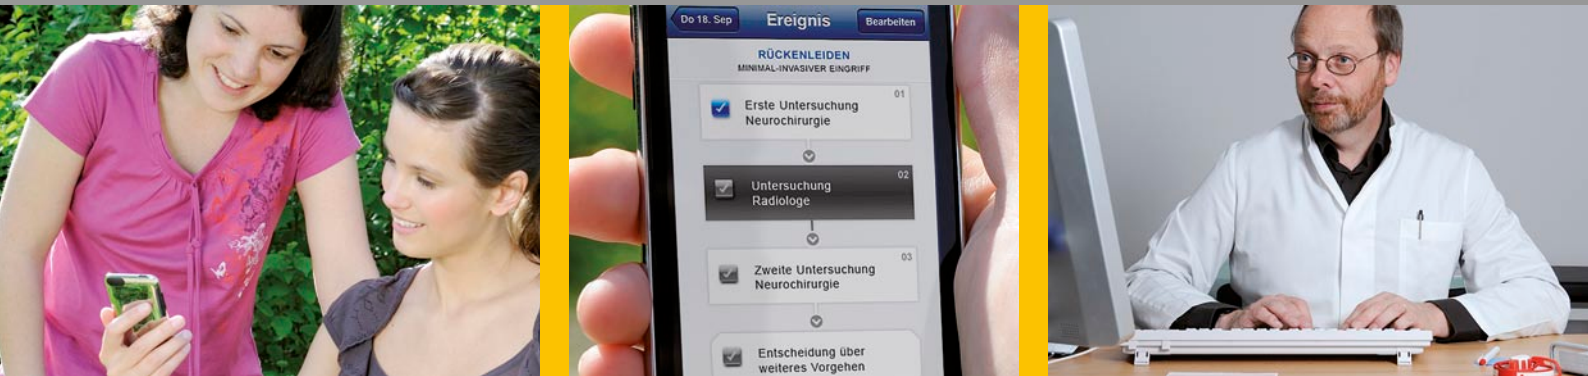 Do 18. Sep
Ereignis
Bearbeiten
RÜCKENLEIDEN
MINIMAL-INVASIVER EINGRIFF
01
Erste Untersuchung
Neurochirurgie
02
Untersuchung
Radiologe
03
Zweite Untersuchung
Neurochirurgie
Entscheidung über
weiteres Vorgehen